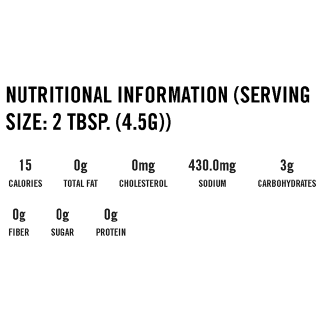 NUTRITIONAL INFORMATION (SERVING
SIZE: 2 TBSP. (4.5G))
15 0g 0mg 430.0mg 3g
CALORIES TOTAL FAT CHOLESTEROL SODIUM CARBOHYDRATES
0g 0g 0g
FIBER SUGAR PROTEIN